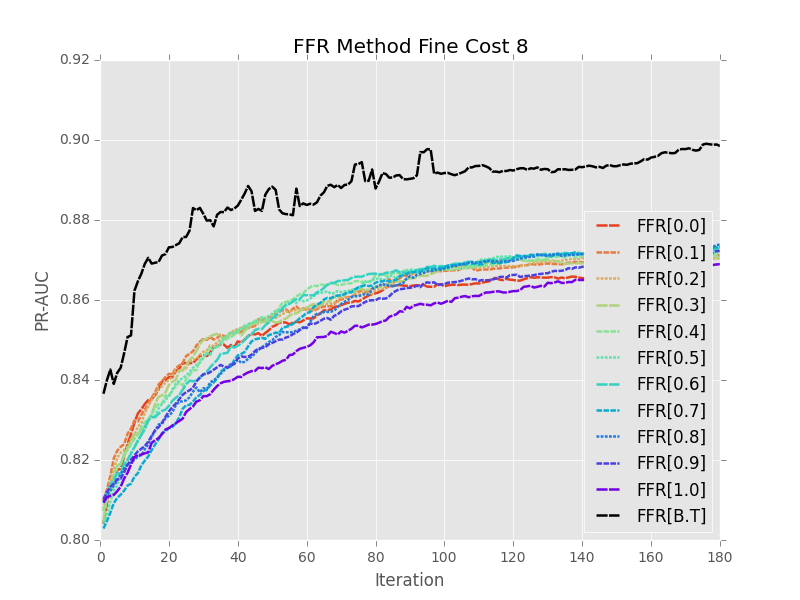 FFR Method Fine Cost 8
0.92
0.90
0.88
0.86
0.84
0.82
0.80
PR-AUC
FFR[0.0]
FFR[0.1]
FFR[0.2]
FFR[0.3]
FFR[0.4]
FFR[0.5]
FFR[0.6]
FFR[0.7]
FFR[0.8]
FFR[0.9]
FFR[1.0]
FFR[B.T]
0 20 40 60 80 100 120 140 160 180
Iteration